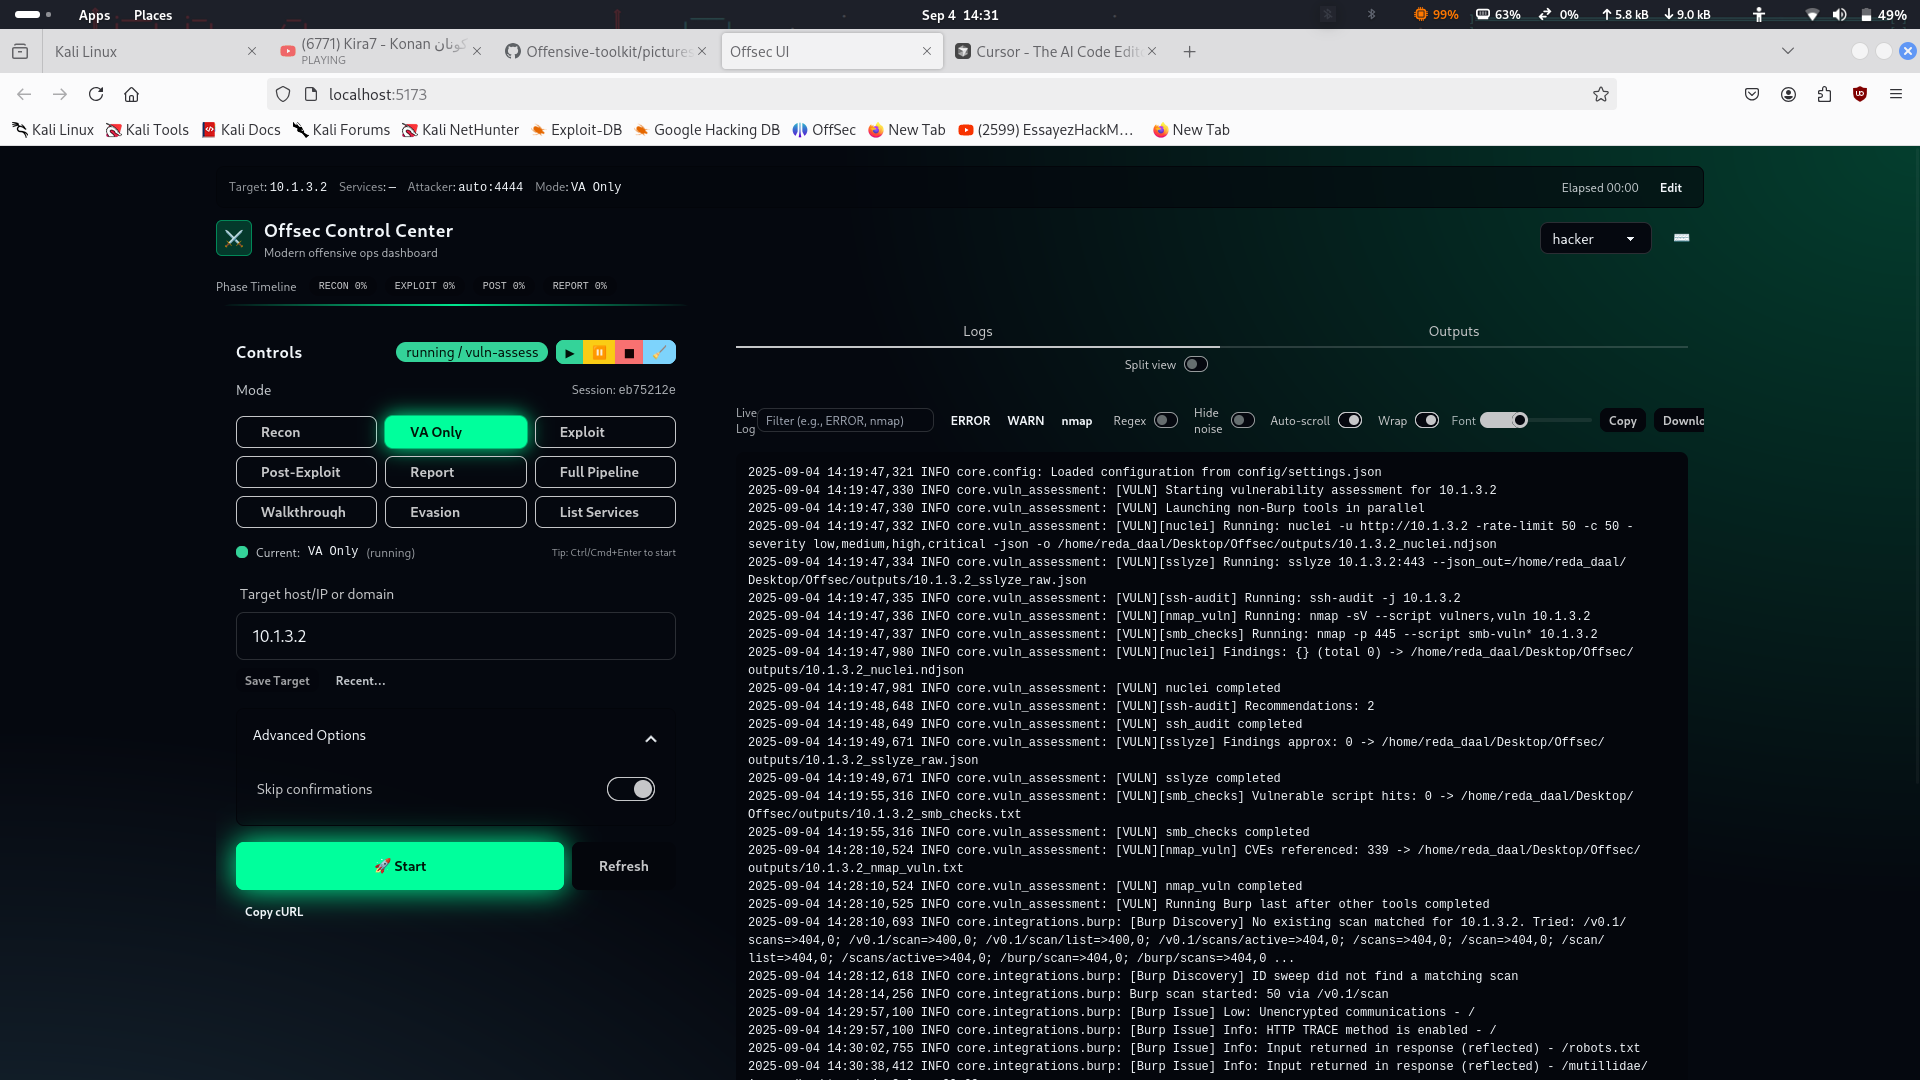 Apps Places Sep 4 14:31 99% 63% 0% 5.8 kB 9.0 kB 49%
Kali Linux
(6771) Kira7 - Konan كونان
PLAYING
Offensive-toolkit/pictures
Offsec UI
Cursor - The AI Code Edit
localhost:5173
Kali Linux Kali Tools Kali Docs Kali Forums Kali NetHunter Exploit-DB Google Hacking DB OffSec New Tab (2599) EssayezHackM… New Tab
Target: 10.1.3.2 Services: — Attacker: auto:4444 Mode: VA Only Elapsed 00:00 Edit
Offsec Control Center
Modern offensive ops dashboard
hacker
Phase Timeline RECON 0% EXPLOIT 0% POST 0% REPORT 0%
Controls running / vuln-assess
Mode Session: eb75212e
Recon VA Only Exploit
Post-Exploit Report Full Pipeline
Walkthrough Evasion List Services
Current: VA Only (running) Tip: Ctrl/Cmd+Enter to start
Target host/IP or domain
10.1.3.2
Save Target Recent...
Advanced Options
Skip confirmations
🚀 Start Refresh
Copy cURL
Logs Outputs
Split view
Live Log Filter (e.g., ERROR, nmap) ERROR WARN nmap Regex Hide noise Auto-scroll Wrap Font Copy Downlo
2025-09-04 14:19:47,321 INFO core.config: Loaded configuration from config/settings.json
2025-09-04 14:19:47,330 INFO core.vuln_assessment: [VULN] Starting vulnerability assessment for 10.1.3.2
2025-09-04 14:19:47,330 INFO core.vuln_assessment: [VULN] Launching non-Burp tools in parallel
2025-09-04 14:19:47,332 INFO core.vuln_assessment: [VULN][nuclei] Running: nuclei -u http://10.1.3.2 -rate-limit 50 -c 50 -
severity low,medium,high,critical -json -o /home/reda_daal/Desktop/Offsec/outputs/10.1.3.2_nuclei.ndjson
2025-09-04 14:19:47,334 INFO core.vuln_assessment: [VULN][sslyze] Running: sslyze 10.1.3.2:443 --json_out=/home/reda_daal/
Desktop/Offsec/outputs/10.1.3.2_sslyze_raw.json
2025-09-04 14:19:47,335 INFO core.vuln_assessment: [VULN][ssh-audit] Running: ssh-audit -j 10.1.3.2
2025-09-04 14:19:47,336 INFO core.vuln_assessment: [VULN][nmap_vuln] Running: nmap -sV --script vulners,vuln 10.1.3.2
2025-09-04 14:19:47,337 INFO core.vuln_assessment: [VULN][smb_checks] Running: nmap -p 445 --script smb-vuln* 10.1.3.2
2025-09-04 14:19:47,980 INFO core.vuln_assessment: [VULN][nuclei] Findings: {} (total 0) -> /home/reda_daal/Desktop/Offsec/
outputs/10.1.3.2_nuclei.ndjson
2025-09-04 14:19:47,981 INFO core.vuln_assessment: [VULN] nuclei completed
2025-09-04 14:19:48,648 INFO core.vuln_assessment: [VULN][ssh-audit] Recommendations: 2
2025-09-04 14:19:48,649 INFO core.vuln_assessment: [VULN] ssh_audit completed
2025-09-04 14:19:49,671 INFO core.vuln_assessment: [VULN][sslyze] Findings approx: 0 -> /home/reda_daal/Desktop/Offsec/
outputs/10.1.3.2_sslyze_raw.json
2025-09-04 14:19:49,671 INFO core.vuln_assessment: [VULN] sslyze completed
2025-09-04 14:19:55,316 INFO core.vuln_assessment: [VULN][smb_checks] Vulnerable script hits: 0 -> /home/reda_daal/Desktop/
Offsec/outputs/10.1.3.2_smb_checks.txt
2025-09-04 14:19:55,316 INFO core.vuln_assessment: [VULN] smb_checks completed
2025-09-04 14:28:10,524 INFO core.vuln_assessment: [VULN][nmap_vuln] CVEs referenced: 339 -> /home/reda_daal/Desktop/Offsec/
outputs/10.1.3.2_nmap_vuln.txt
2025-09-04 14:28:10,524 INFO core.vuln_assessment: [VULN] nmap_vuln completed
2025-09-04 14:28:10,525 INFO core.vuln_assessment: [VULN] Running Burp last after other tools completed
2025-09-04 14:28:10,693 INFO core.integrations.burp: [Burp Discovery] No existing scan matched for 10.1.3.2. Tried: /v0.1/
scans=>404,0; /v0.1/scan=>400,0; /v0.1/scan/list=>400,0; /v0.1/scans/active=>404,0; /scans=>404,0; /scan=>404,0; /scan/
list=>404,0; /scans/active=>404,0; /burp/scan=>404,0; /burp/scans=>404,0 ...
2025-09-04 14:28:12,618 INFO core.integrations.burp: [Burp Discovery] ID sweep did not find a matching scan
2025-09-04 14:28:14,256 INFO core.integrations.burp: Burp scan started: 50 via /v0.1/scan
2025-09-04 14:29:57,100 INFO core.integrations.burp: [Burp Issue] Low: Unencrypted communications - /
2025-09-04 14:29:57,100 INFO core.integrations.burp: [Burp Issue] Info: HTTP TRACE method is enabled - /
2025-09-04 14:30:02,755 INFO core.integrations.burp: [Burp Issue] Info: Input returned in response (reflected) - /robots.txt
2025-09-04 14:30:38,412 INFO core.integrations.burp: [Burp Issue] Info: Input returned in response (reflected) - /mutillidae/